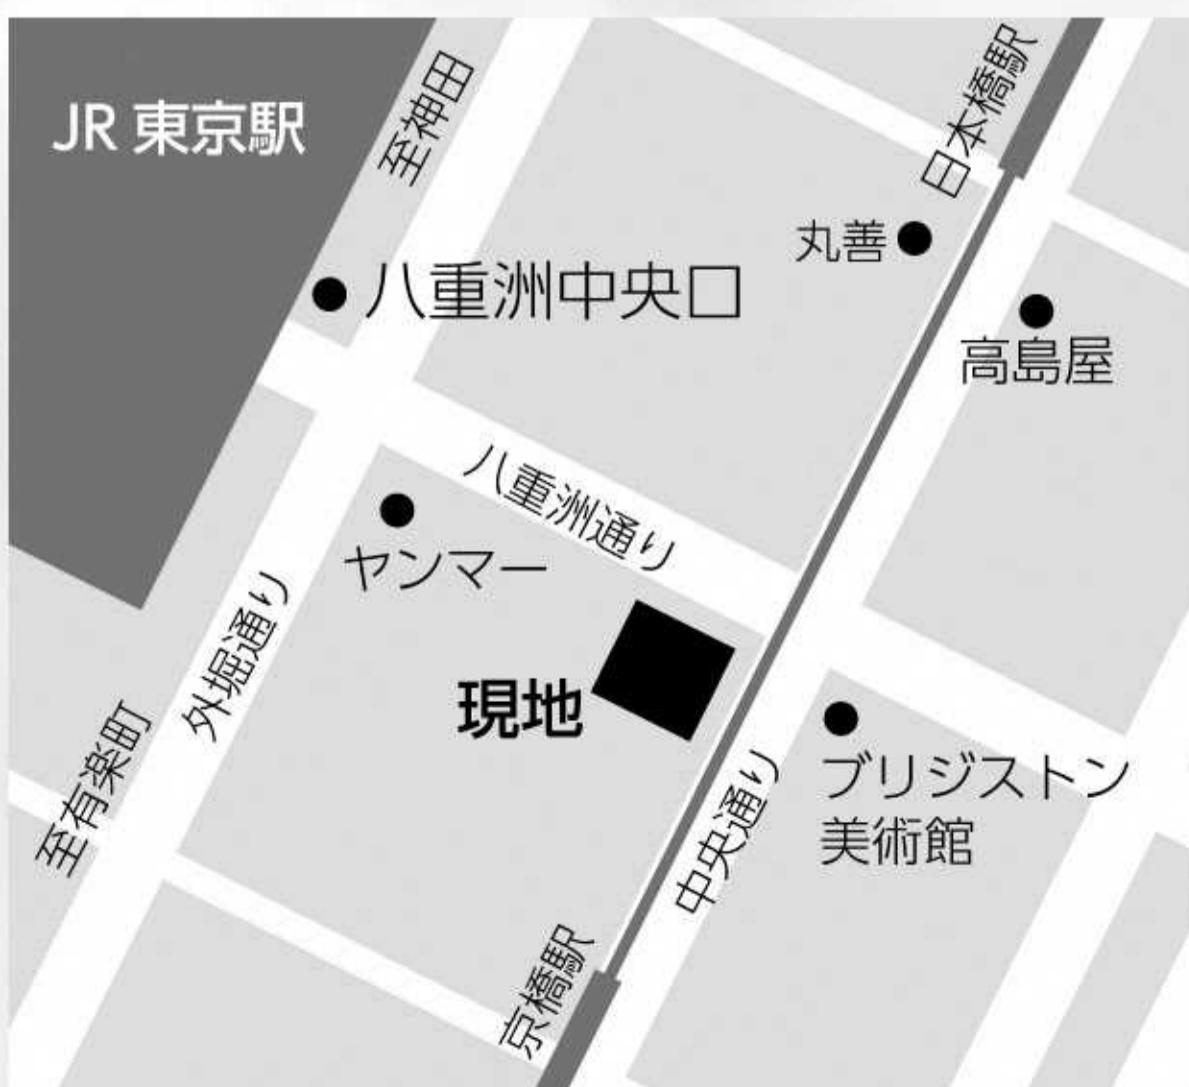 JR 東京駅
至神田
日本橋駅
丸善
八重洲中央口
高島屋
八重洲通り
ヤンマー
外堀通り
現地
至有楽町
中央通り
ブリジストン
美術館
京橋駅